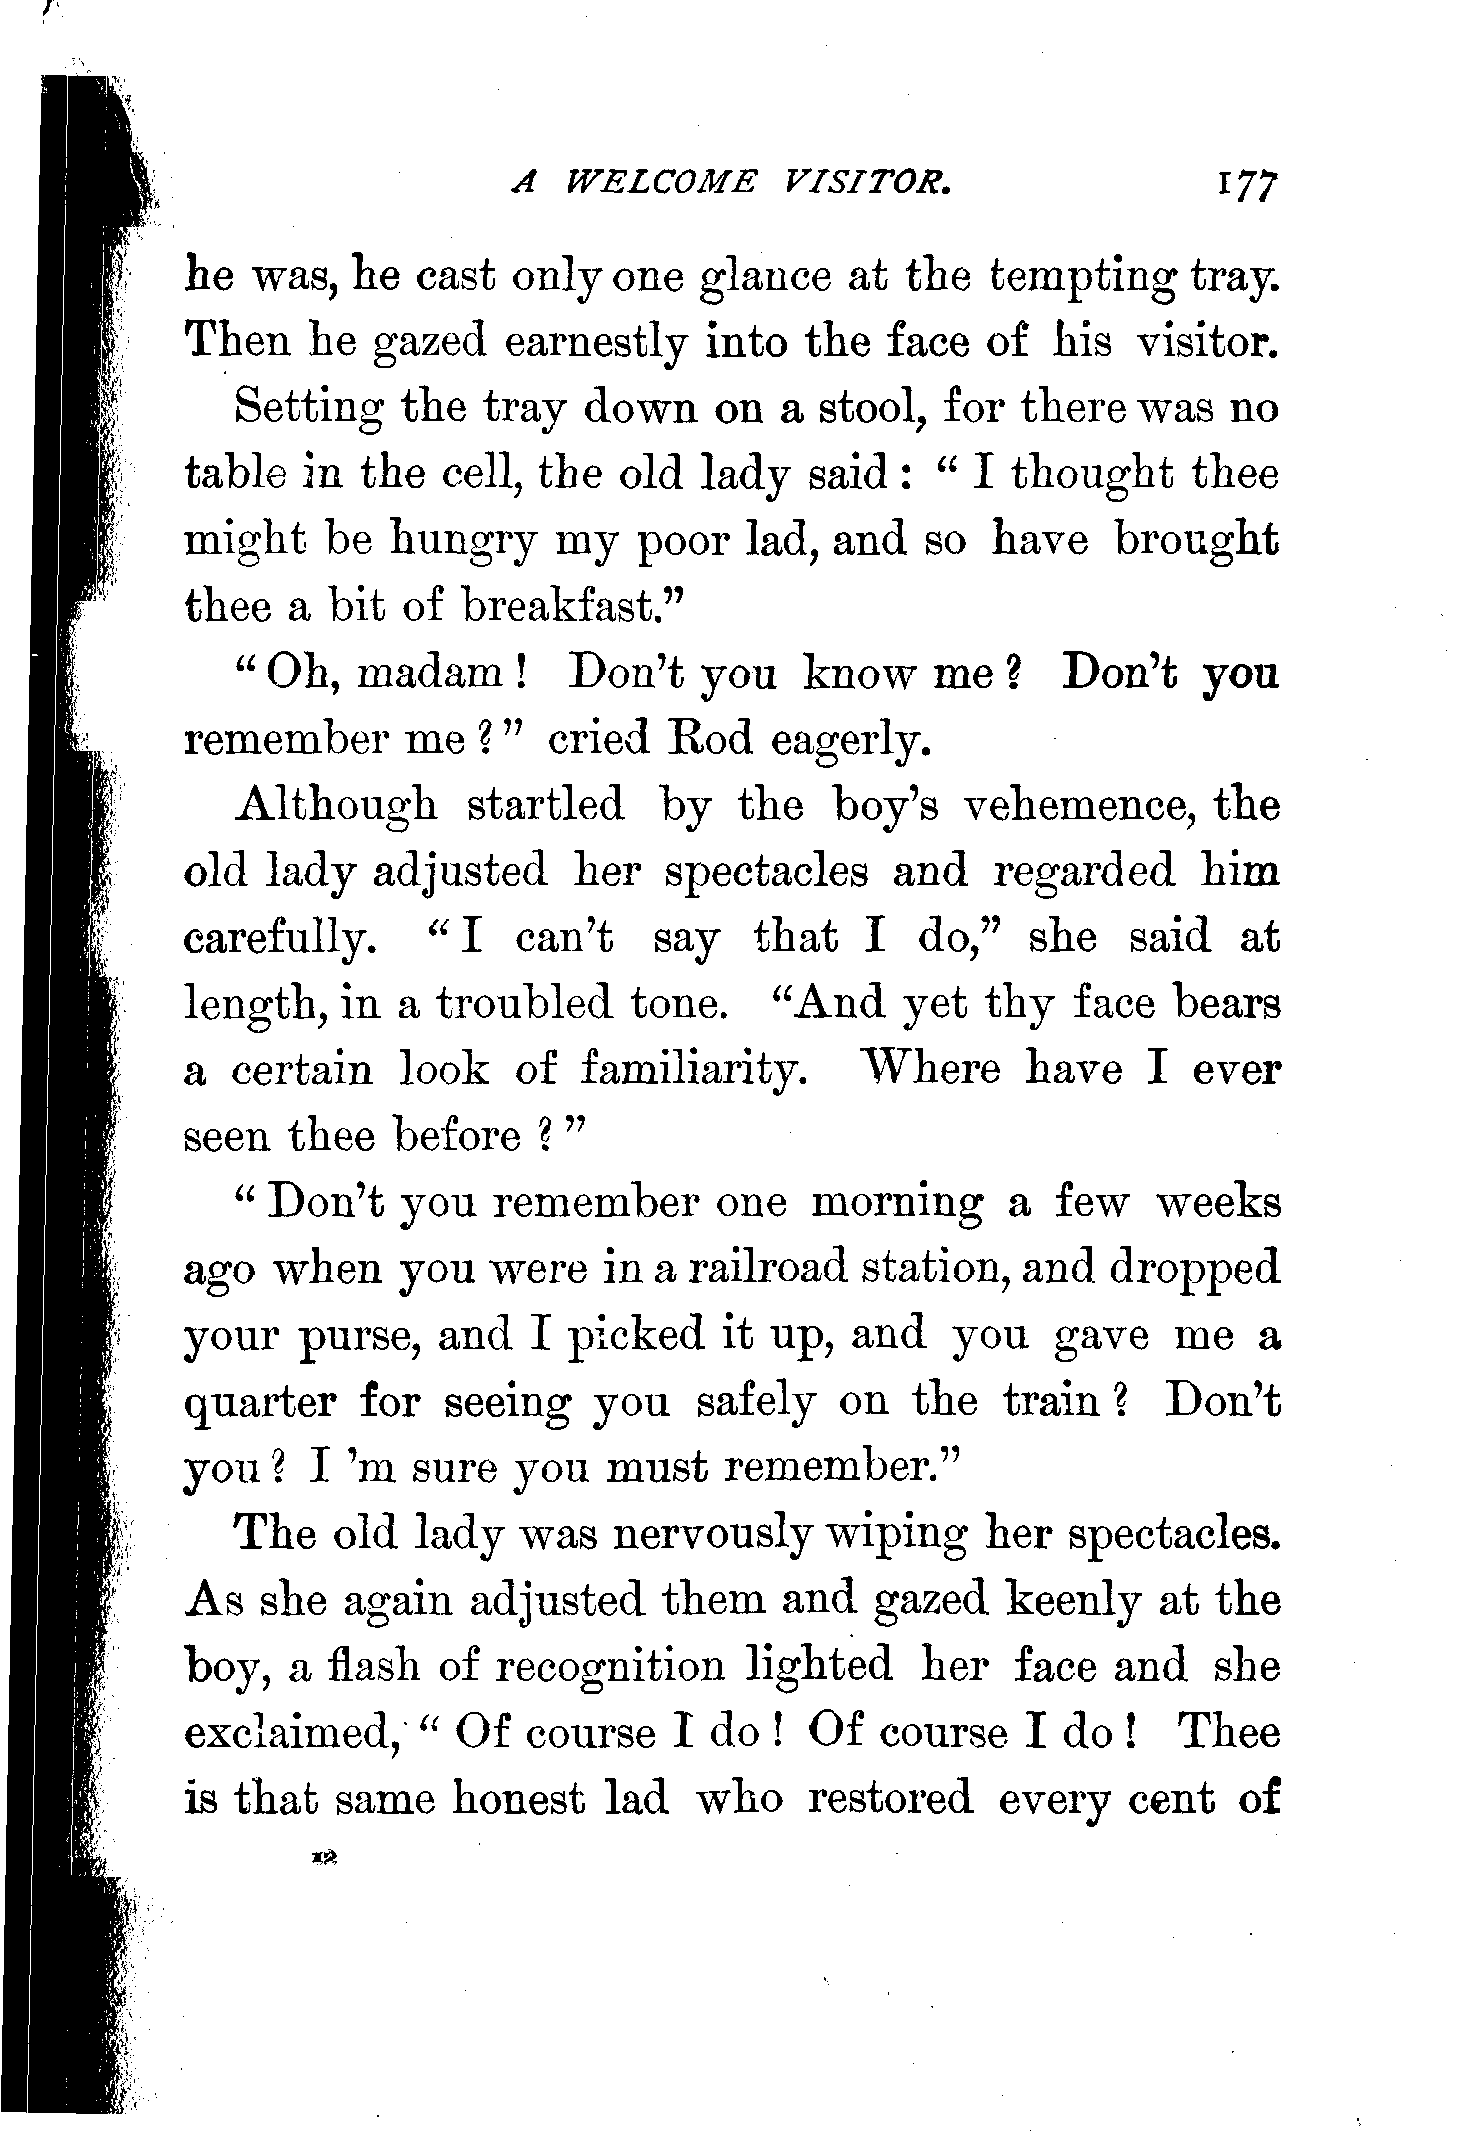 A WELCOME VISITOR. 177
he was, he cast only one glance at the tempting tray.
Then he gazed earnestly into the face of his visitor.
Setting the tray down on a stool, for there was no
table in the cell, the old lady said : “ I thought thee
might be hungry my poor lad, and so have brought
thee a bit of breakfast.”
“ Oh, madam ! Don’t you know me ? Don’t you
remember me ? ” cried Rod eagerly.
Although startled by the boy’s vehemence, the
old lady adjusted her spectacles and regarded him
carefully. “ I can’t say that I do,” she said at
length, in a troubled tone. “And yet thy face bears
a certain look of familiarity. Where have I ever
seen thee before ? ”
“ Don’t you remember one morning a few weeks
ago when you were in a railroad station, and dropped
your purse, and I picked it up, and you gave me a
quarter for seeing you safely on the train ? Don’t
you ? I ’m sure you must remember.”
The old lady was nervously wiping her spectacles.
As she again adjusted them and gazed keenly at the
boy, a flash of recognition lighted her face and she
exclaimed, “ Of course I do ! Of course I do ! Thee
is that same honest lad who restored every cent of
12